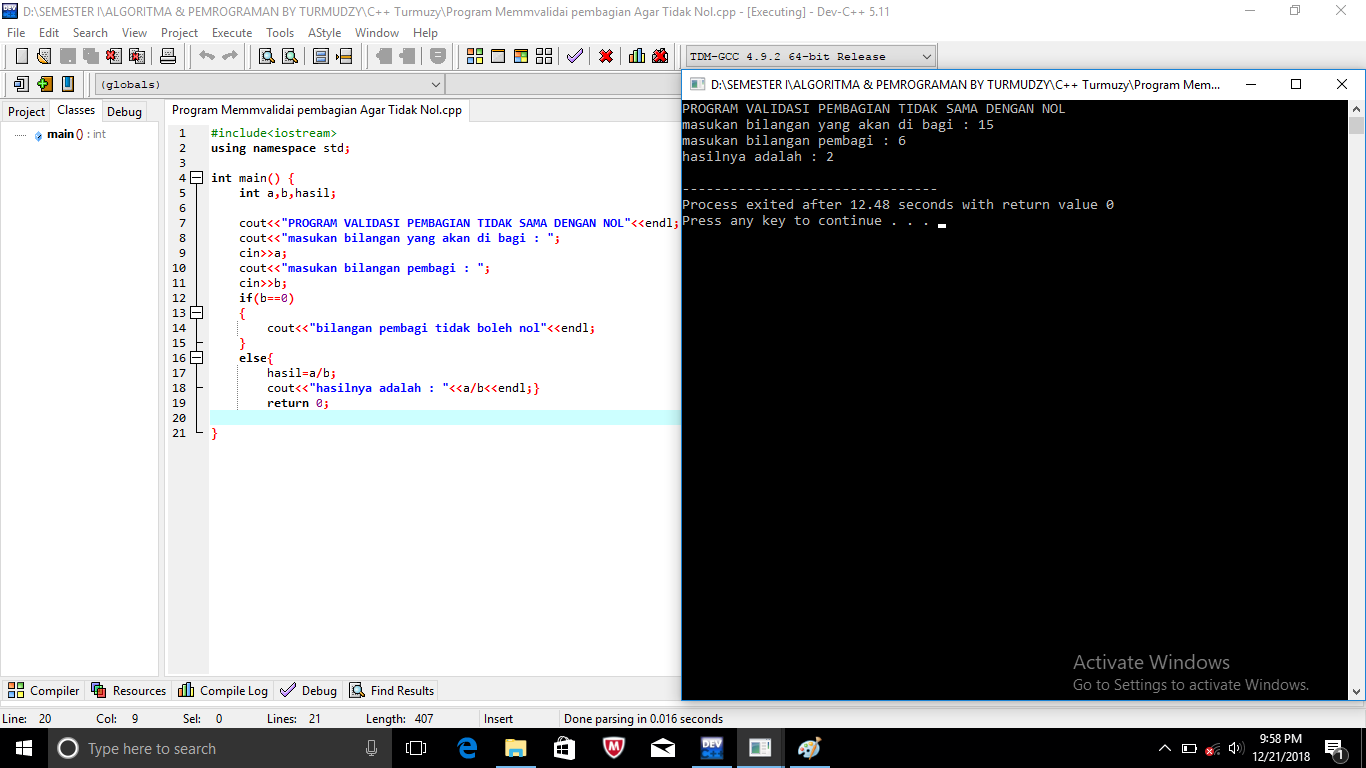 D:\SEMESTER I\ALGORITMA & PEMROGRAMAN BY TURMUDZY\C++ Turmuzy\Program Memmvalidai pembagian Agar Tidak Nol.cpp - [Executing] - Dev-C++ 5.11
File Edit Search View Project Execute Tools AStyle Window Help
TDM-GCC 4.9.2 64-bit Release
(globals)
Project Classes Debug
main () : int
Program Memmvalidai pembagian Agar Tidak Nol.cpp
1 #include<iostream>
2 using namespace std;
3
4 int main() {
5 int a,b,hasil;
6
7 cout<<"PROGRAM VALIDASI PEMBAGIAN TIDAK SAMA DENGAN NOL"<<endl;
8 cout<<"masukan bilangan yang akan di bagi : ";
9 cin>>a;
10 cout<<"masukan bilangan pembagi : ";
11 cin>>b;
12 if(b==0)
13 {
14 cout<<"bilangan pembagi tidak boleh nol"<<endl;
15 }
16 else{
17 hasil=a/b;
18 cout<<"hasilnya adalah : "<<a/b<<endl;}
19 return 0;
20
21 }
D:\SEMESTER I\ALGORITMA & PEMROGRAMAN BY TURMUDZY\C++ Turmuzy\Program Mem...
PROGRAM VALIDASI PEMBAGIAN TIDAK SAMA DENGAN NOL
masukan bilangan yang akan di bagi : 15
masukan bilangan pembagi : 6
hasilnya adalah : 2
--------------------------------
Process exited after 12.48 seconds with return value 0
Press any key to continue . . .
Activate Windows
Go to Settings to activate Windows.
Compiler Resources Compile Log Debug Find Results
Line: 20 Col: 9 Sel: 0 Lines: 21 Length: 407 Insert Done parsing in 0.016 seconds
Type here to search
DEV
9:58 PM
12/21/2018
1